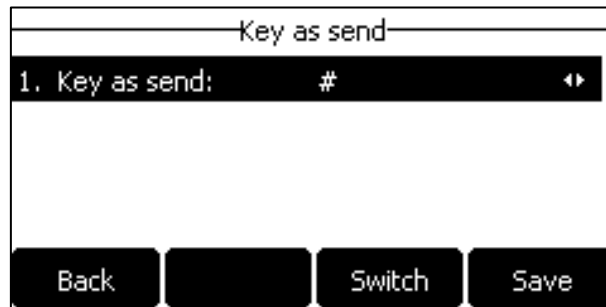 Key as send
1. Key as send: #
Back Switch Save